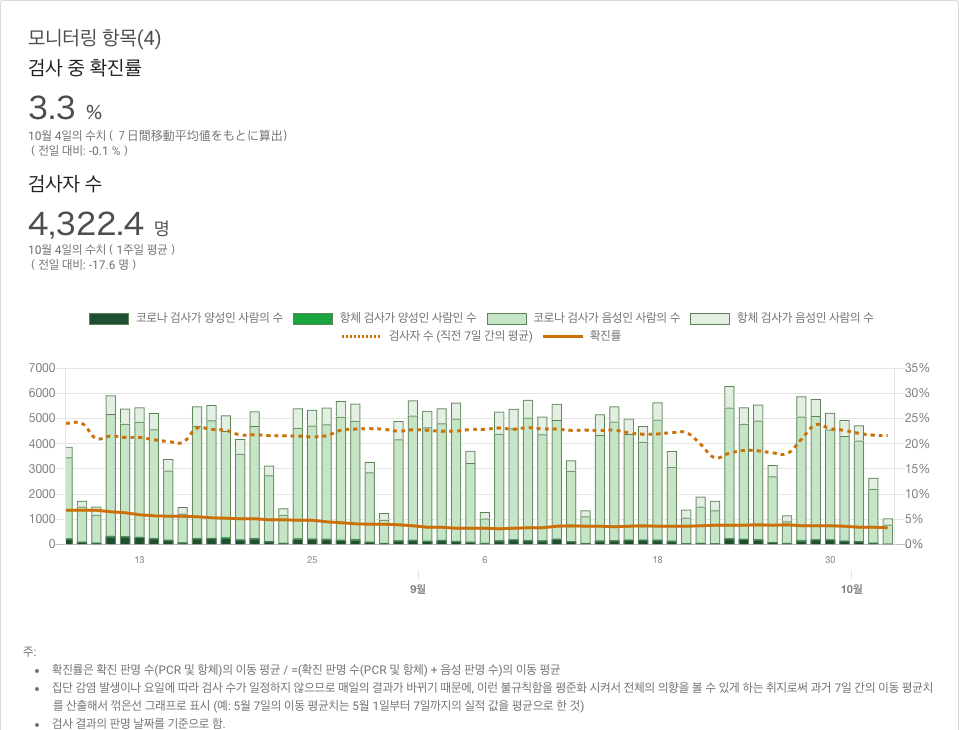 모니터링 항목(4)
검사 중 확진률
3.3 %
10월 4일의 수치 ( ７日間移動平均値をもとに算出)
( 전일 대비: -0.1 % )
검사자 수
4,322.4 명
10월 4일의 수치 ( 1주일 평균 )
( 전일 대비: -17.6 명 )
코로나 검사가 양성인 사람의 수 항체 검사가 양성인 사람인 수 코로나 검사가 음성인 사람의 수 항체 검사가 음성인 사람의 수
검사자 수 (직전 7일 간의 평균) 확진률
7000 35%
6000 30%
5000 25%
4000 20%
3000 15%
2000 10%
1000 5%
0 0%
13 25 6 18 30
9월 10월
주:
확진률은 확진 판명 수(PCR 및 항체)의 이동 평균 / =(확진 판명 수(PCR 및 항체) + 음성 판명 수)의 이동 평균
집단 감염 발생이나 요일에 따라 검사 수가 일정하지 않으므로 매일의 결과가 바뀌기 때문에, 이런 불규칙함을 평준화 시켜서 전체의 의향을 볼 수 있게 하는 취지로써 과거 7일 간의 이동 평균치
를 산출해서 꺾은선 그래프로 표시 (예: 5월 7일의 이동 평균치는 5월 1일부터 7일까지의 실적 값을 평균으로 한 것)
검사 결과의 판명 날짜를 기준으로 함.